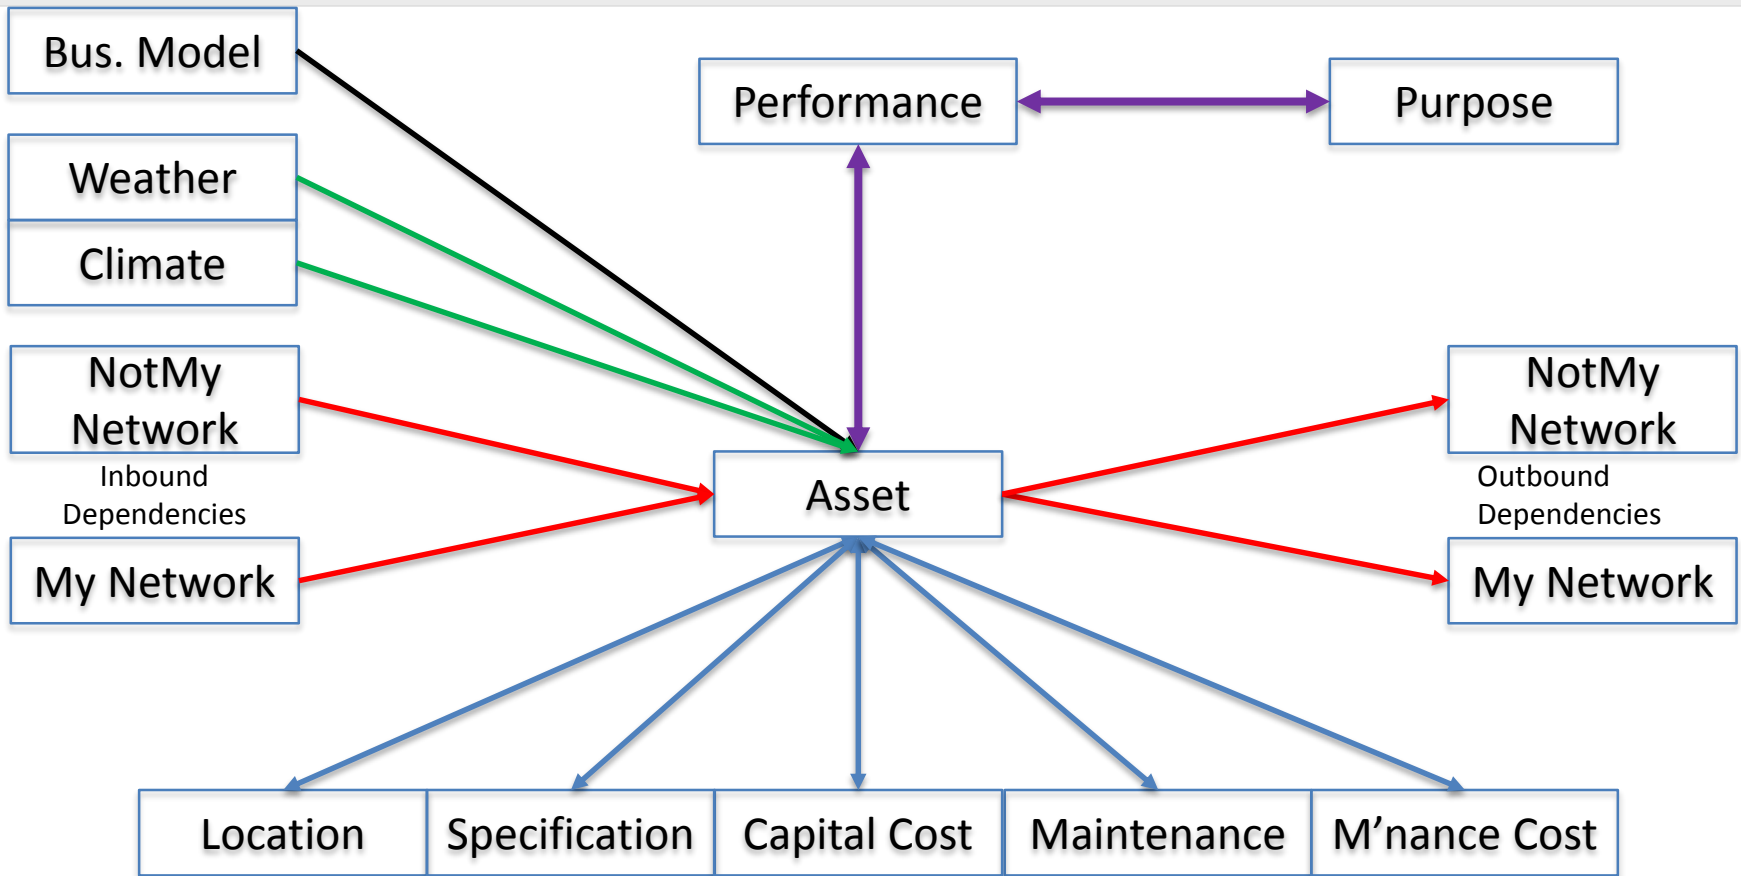 Bus. Model
Performance
Purpose
Weather
Climate
NotMy
Network
Inbound
Dependencies
My Network
Asset
NotMy
Network
Outbound
Dependencies
My Network
Location
Specification
Capital Cost
Maintenance
M’nance Cost